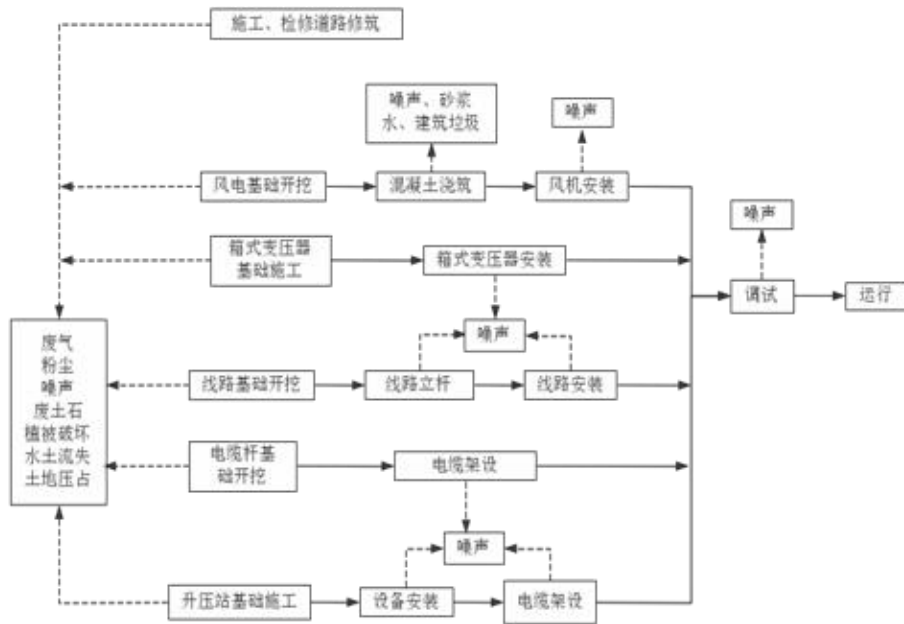 施工、检修道路修筑
噪声、砂浆
水、建筑垃圾
噪声
风电基础开挖
混凝土浇筑
风机安装
噪声
箱式变压器
基础施工
箱式变压器安装
调试
运行
废气
粉尘
噪声
废土石
植被破坏
水土流失
土地压占
噪声
线路基础开挖
线路立杆
线路安装
电缆杆基
础开挖
电缆架设
噪声
升压站基础施工
设备安装
电缆架设